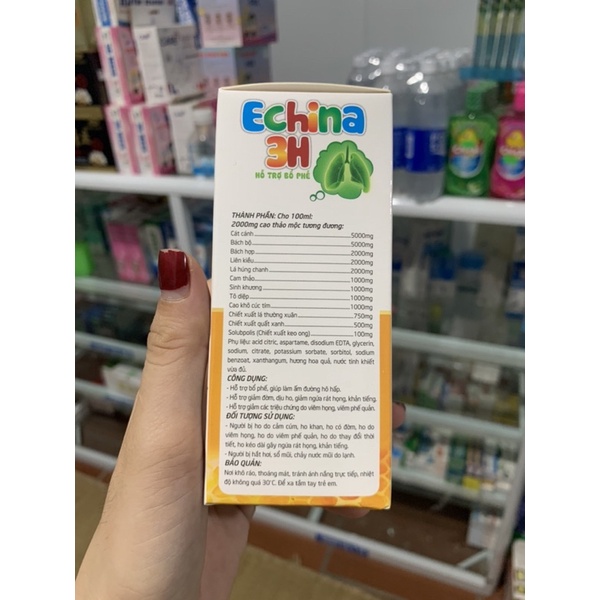 Echina
3H
HỖ TRỢ BỔ PHẾ
THÀNH PHẦN: Cho 100ml:
2000mg cao thảo mộc tương đương:
Cát cánh 5000mg
Bách bộ 5000mg
Bách hợp 2000mg
Liên kiều 2000mg
Lá húng chanh 2000mg
Cam thảo 1000mg
Sinh khương 1000mg
Tô diệp 1000mg
Cao khô cúc tím 1000mg
Chiết xuất lá thường xuân 750mg
Chiết xuất quất xanh 500mg
Solubpolis (Chiết xuất keo ong) 100mg
Phụ liệu: acid citric, aspartame, disodium EDTA, glycerin,
sodium, citrate, potassium sorbate, sorbitol, sodium
benzoat, xanthangum, hương hoa quả, nước tinh khiết
vừa đủ.
CÔNG DỤNG:
- Hỗ trợ bổ phế, giúp làm ấm đường hô hấp.
- Hỗ trợ giảm đờm, dịu ho, giảm ngứa rát họng, khản tiếng.
- Hỗ trợ giảm các triệu chứng do viêm họng, viêm phế quản.
ĐỐI TƯỢNG SỬ DỤNG:
- Người bị ho do cảm cúm, ho khan, ho có đờm, ho do
viêm họng, ho do viêm phế quản, ho do thay đổi thời
tiết, ho kéo dài gây ngứa rát họng, khản tiếng.
- Người bị hắt hơi, sổ mũi, chảy nước mũi do lạnh.
BẢO QUẢN:
Nơi khô ráo, thoáng mát, tránh ánh nắng trực tiếp, nhiệt
độ không quá 30°C. Để xa tầm tay trẻ em.